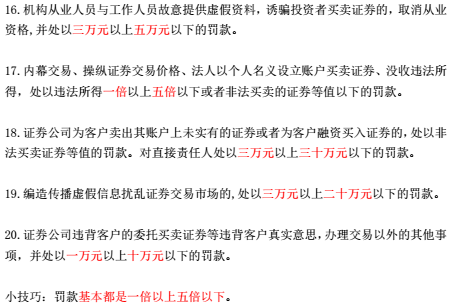 16. 机构从业人员与工作人员故意提供虚假资料，诱骗投资者买卖证券的，取消从业
资格，并处以三万元以上五万元以下的罚款。
17. 内幕交易、操纵证券交易价格、法人以个人名义设立账户买卖证券、没收违法所
得，处以违法所得一倍以上五倍以下或者非法买卖的证券等值以下的罚款。
18. 证券公司为客户卖出其账户上未实有的证券或者为客户融资买入证券的，处以非
法买卖证券等值的罚款。对直接责任人处以三万元以上三十万元以下的罚款。
19. 编造传播虚假信息扰乱证券交易市场的，处以三万元以上二十万元以下的罚款。
20. 证券公司违背客户的委托买卖证券等违背客户真实意思，办理交易以外的其他事
项，并处以一万元以上十万元以下的罚款。
小技巧：罚款基本都是一倍以上五倍以下。